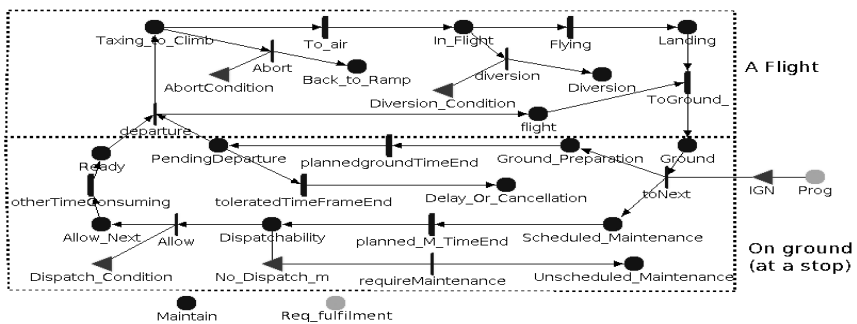 Taxing_to_Climb
To_air
In_Flight
Flying
Landing
Abort
AbortCondition
Back_to_Ramp
diversion
Diversion_Condition
Diversion
ToGround_
A Flight
departure
flight
Ready
PendingDeparture
plannedgroundTimeEnd
Ground_Preparation
Ground
otherTimeConsuming
toleratedTimeFrameEnd
Delay_Or_Cancellation
toNext
IGN
Prog
Allow_Next
Allow
Dispatchability
planned_M_TimeEnd
Scheduled_Maintenance
On ground
(at a stop)
Dispatch_Condition
No_Dispatch_m
requireMaintenance
Unscheduled_Maintenance
Maintain
Req_fulfilment